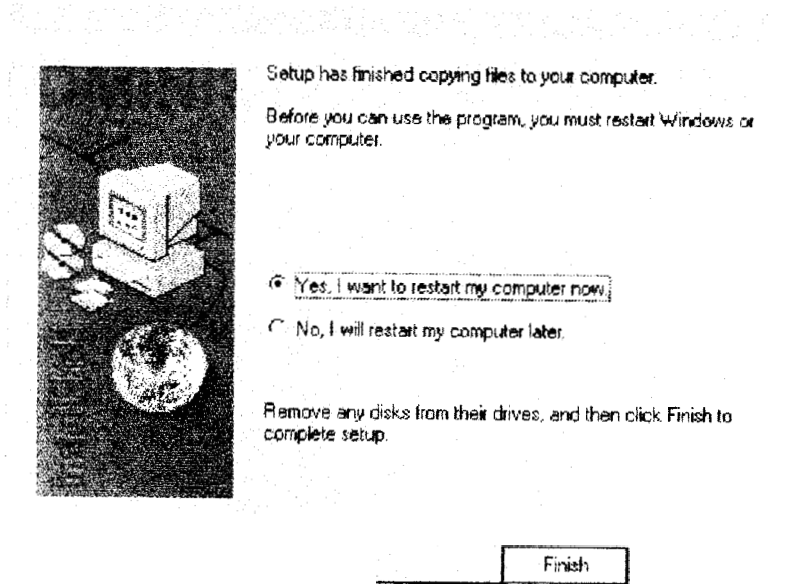 Setup has finished copying files to your computer.
Before you can use the program, you must restart Windows or
your computer.
Yes, I want to restart my computer now.
No, I will restart my computer later.
Remove any disks from their drives, and then click Finish to
complete setup.
Finish